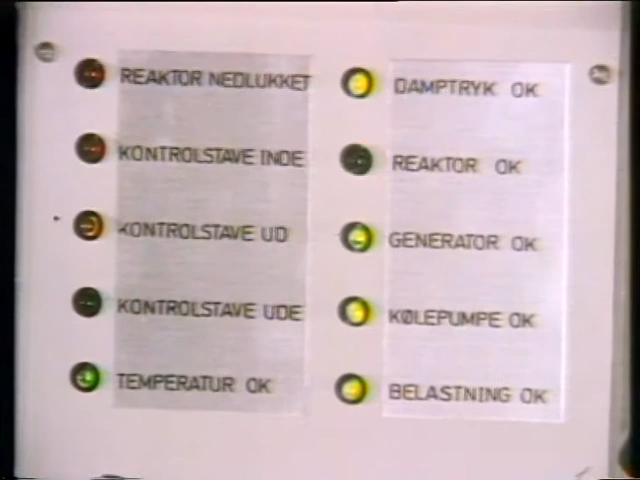 REAKTOR NEDLUKKET
KONTROLSTAVE INDE
KONTROLSTAVE UD
KONTROLSTAVE UDE
TEMPERATUR OK
DAMPTRYK OK
REAKTOR OK
GENERATOR OK
KØLEPUMPE OK
BELASTNING OK